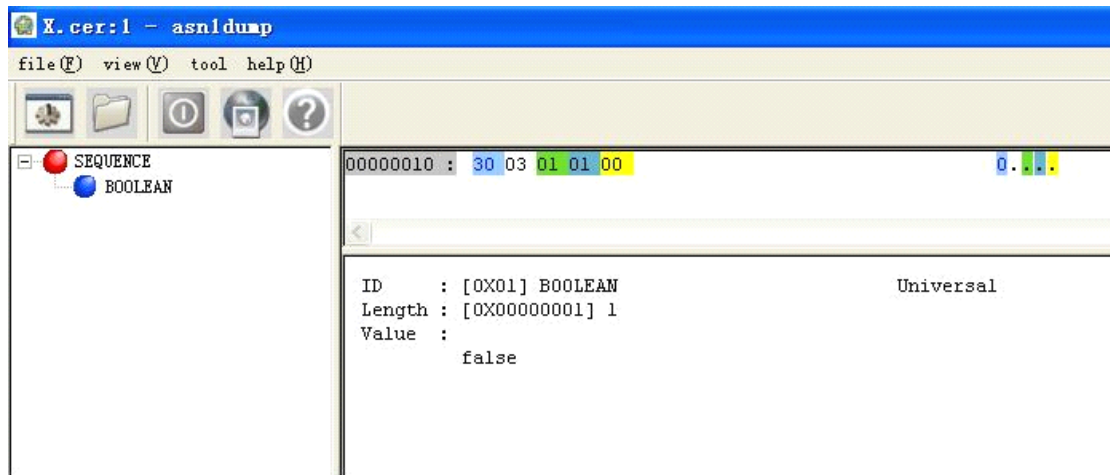 X.cer:1 - asn1dump
file(F) view(V) tool help(H)
SEQUENCE
BOOLEAN
00000010 : 30 03 01 01 00 0....
ID : [0X01] BOOLEAN Universal
Length : [0X00000001] 1
Value :
false